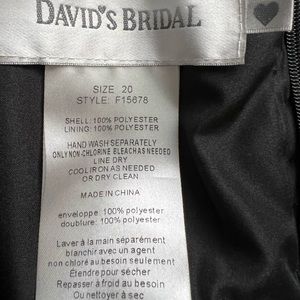 DAVID'S BRIDAL
SIZE 20
STYLE: F15678
SHELL: 100% POLYESTER
LINING: 100% POLYESTER
HAND WASH SEPARATELY
ONLY NON-CHLORINE BLEACH AS NEEDED
LINE DRY
COOL IRON AS NEEDED
OR DRY CLEAN
MADE IN CHINA
enveloppe: 100% polyester
doublure: 100% polyester
Laver à la main séparément
blanchir avec un agent
non chloré au besoin seulement
Étendre pour sécher
Repasser à froid au besoin
Ou nettoyer à sec